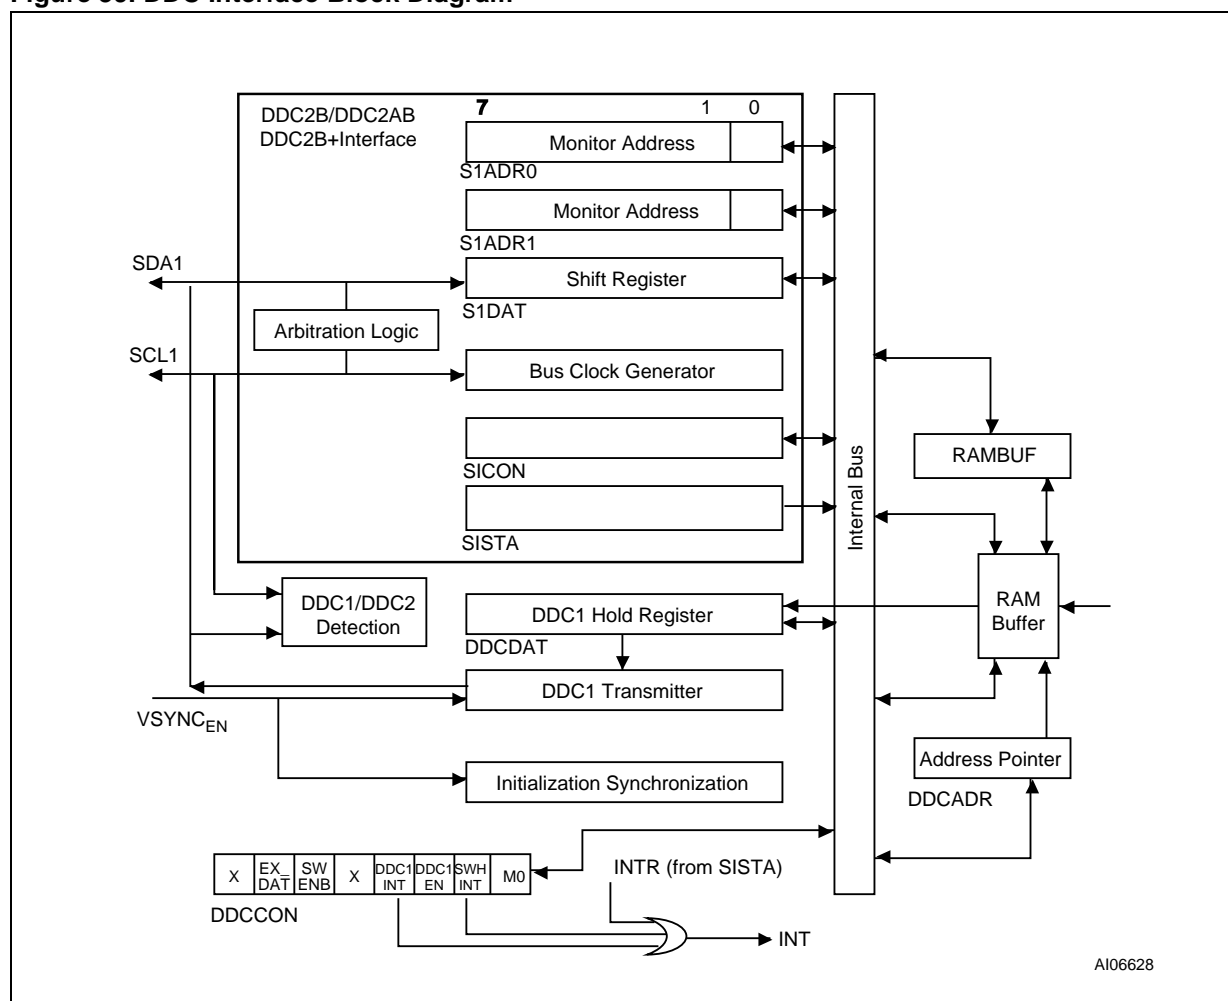 Figure 35. DDC Interface Block Diagram
DDC2B/DDC2AB
DDC2B+Interface
7 1 0
Monitor Address
S1ADR0
Monitor Address
S1ADR1
SDA1
Shift Register
S1DAT
Arbitration Logic
SCL1
Bus Clock Generator
SICON
SISTA
Internal Bus
RAMBUF
RAM
Buffer
DDC1/DDC2
Detection
DDC1 Hold Register
DDCDAT
DDC1 Transmitter
VSYNCEN
Address Pointer
DDCADR
Initialization Synchronization
X
EX_
DAT
SW
ENB
X
DDC1
INT
DDC1
EN
SWH
INT
M0
DDCCON
INTR (from SISTA)
INT
AI06628